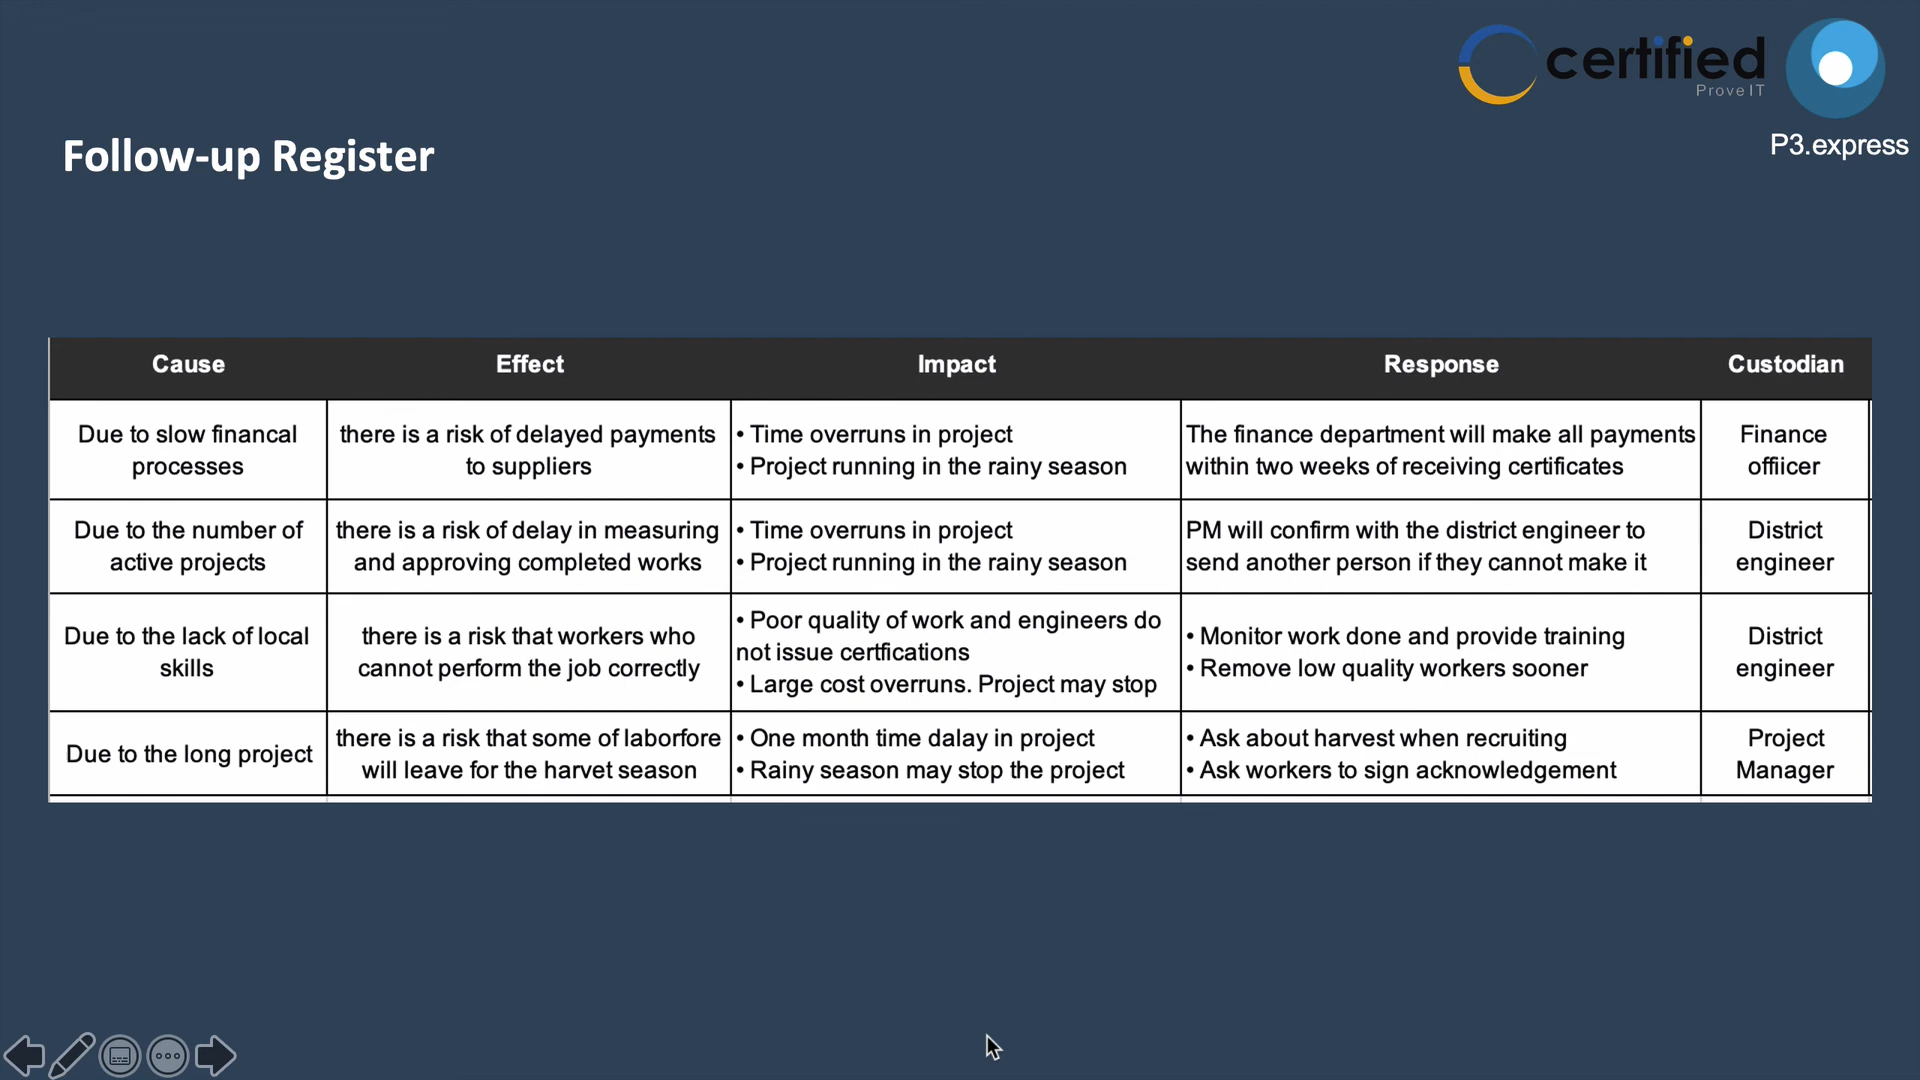 certified
Prove IT
P3.express
Follow-up Register
Cause Effect Impact Response Custodian
Due to slow financal
processes
there is a risk of delayed payments
to suppliers
• Time overruns in project
• Project running in the rainy season
The finance department will make all payments
within two weeks of receiving certificates
Finance
offiicer
Due to the number of
active projects
there is a risk of delay in measuring
and approving completed works
• Time overruns in project
• Project running in the rainy season
PM will confirm with the district engineer to
send another person if they cannot make it
District
engineer
Due to the lack of local
skills
there is a risk that workers who
cannot perform the job correctly
• Poor quality of work and engineers do
not issue certfications
• Large cost overruns. Project may stop
• Monitor work done and provide training
• Remove low quality workers sooner
District
engineer
Due to the long project
there is a risk that some of laborfore
will leave for the harvet season
• One month time dalay in project
• Rainy season may stop the project
• Ask about harvest when recruiting
• Ask workers to sign acknowledgement
Project
Manager